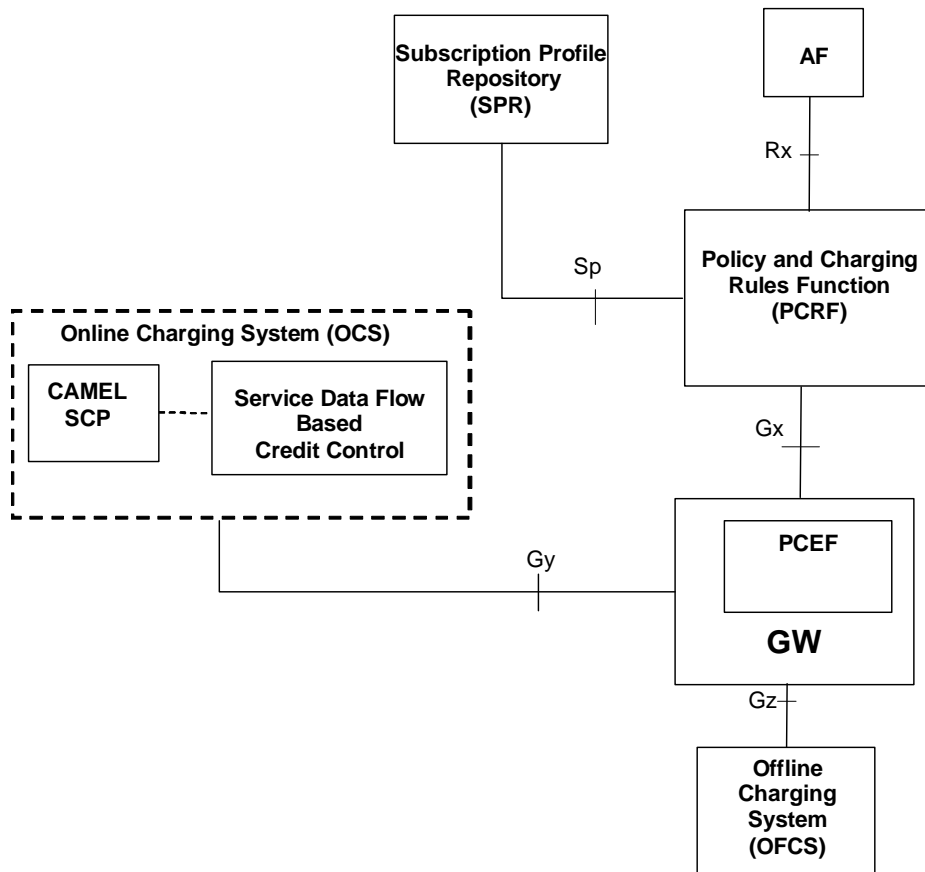 Subscription Profile
Repository
(SPR)
AF
Rx
Sp
Policy and Charging
Rules Function
(PCRF)
Online Charging System (OCS)
CAMEL
SCP
Service Data Flow
Based
Credit Control
Gx
Gy
PCEF
GW
Gz
Offline
Charging
System
(OFCS)